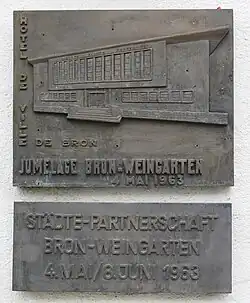 HOTEL DE VILLE
DE BRON
JUMELAGE BRON-WEINGARTEN
4 MAI 1963
STÄDTE-PARTNERSCHAFT
BRON-WEINGARTEN
4.MAI/8.JUNI 1963